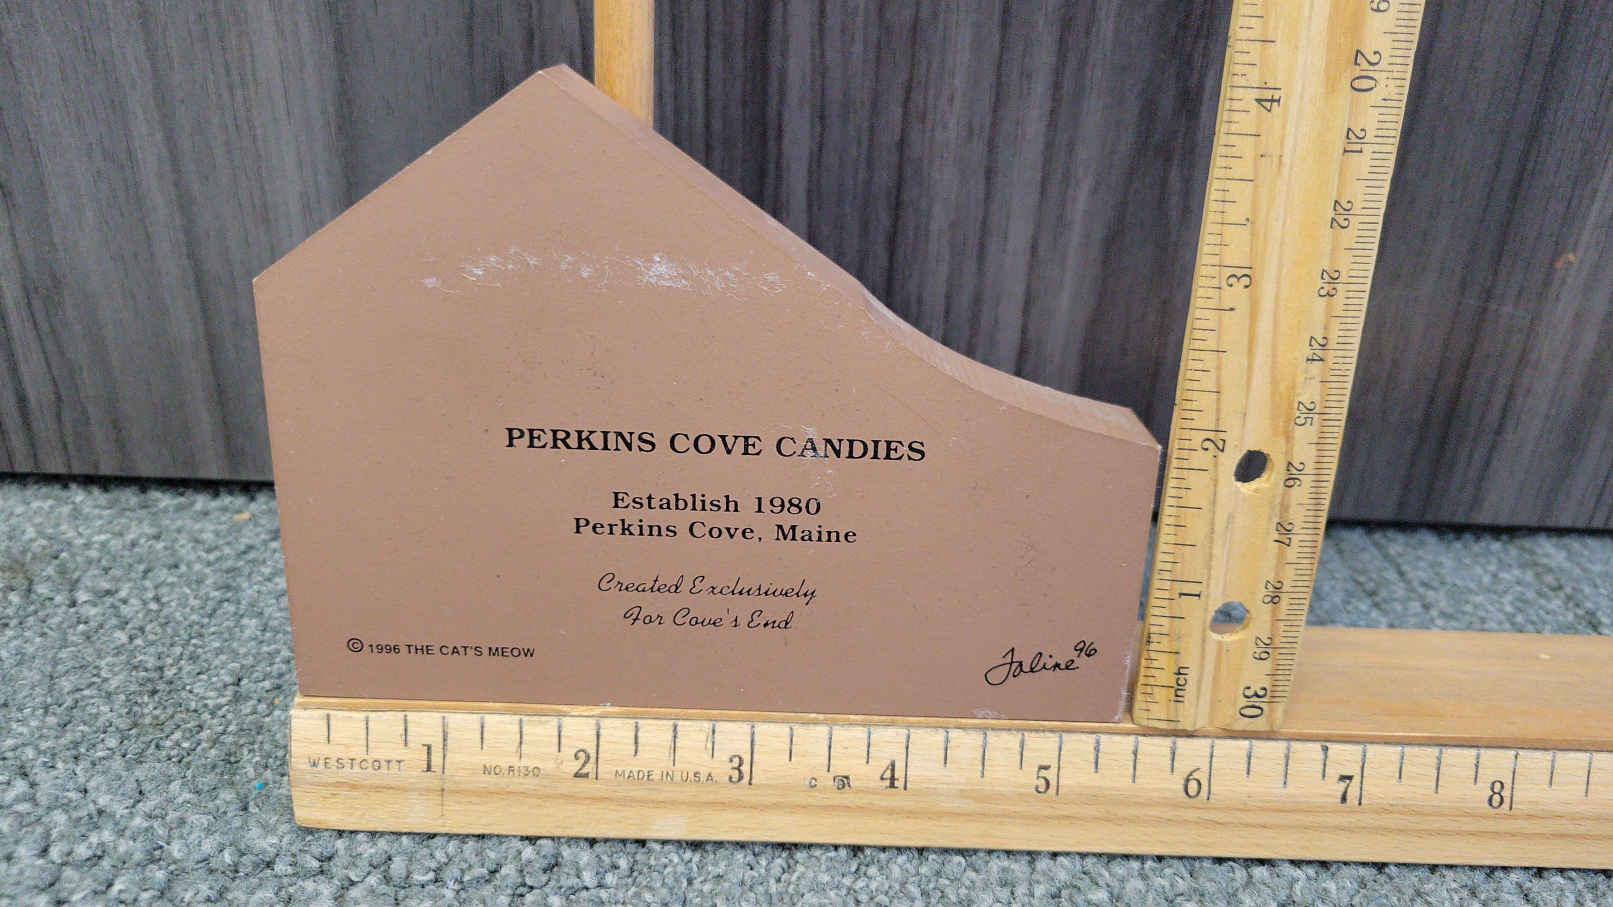 PERKINS COVE CANDIES
Establish 1980
Perkins Cove, Maine
Created Exclusively
For Cove's End
© 1996 THE CAT'S MEOW
Faline 96
4
3
2
1
inch
20
21
22
23
24
25
26
27
28
29
30
1 2 3 4 5 6 7 8
WESTCOTT NO.R130 MADE IN U.S.A.